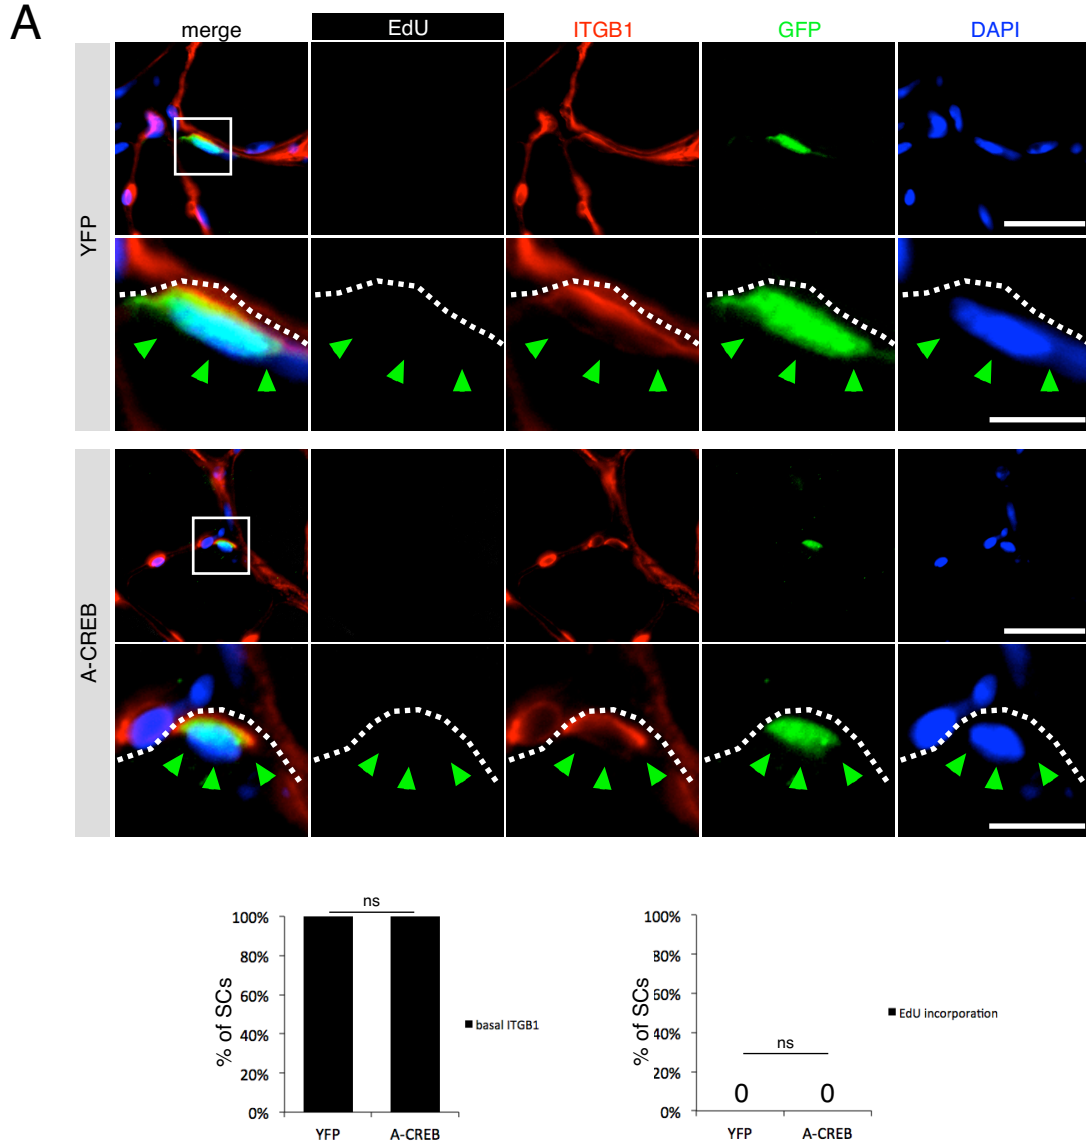 A
merge EdU ITGB1 GFP DAPI
YFP
A-CREB
ns
100%
80%
60%
40%
20%
0%
% of SCs
YFP A-CREB
basal ITGB1
100%
80%
60%
40%
20%
0%
% of SCs
ns
0 0
YFP A-CREB
EdU incorporation